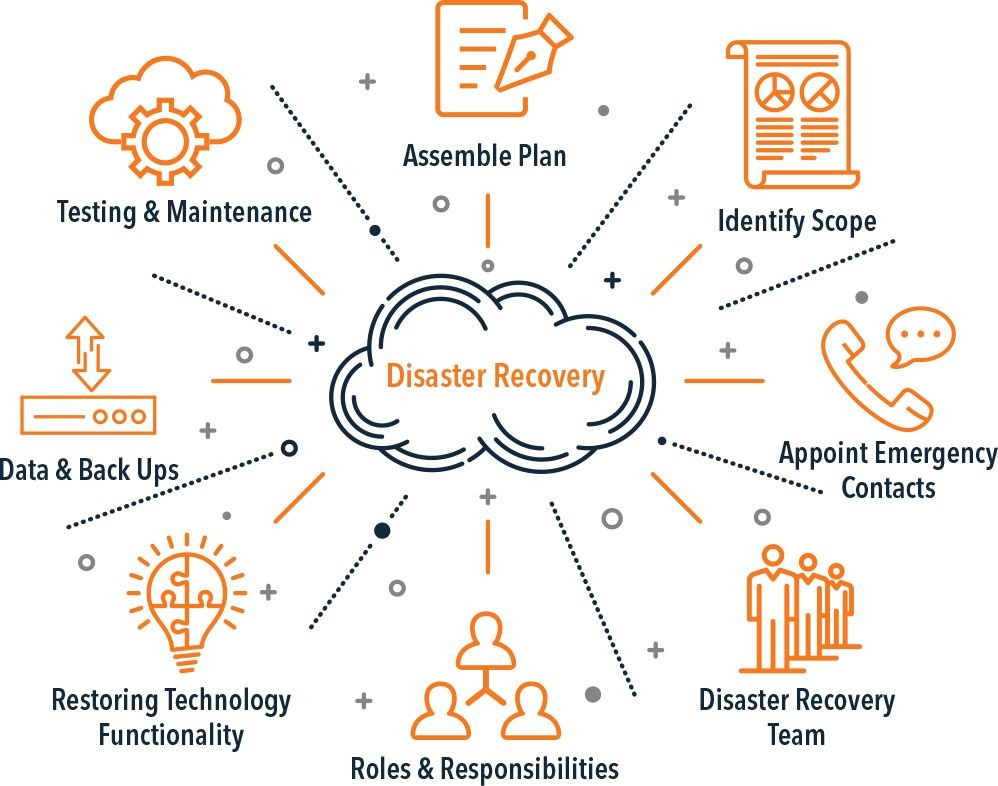 Assemble Plan
Testing & Maintenance
Identify Scope
Disaster Recovery
Data & Back Ups
Appoint Emergency
Contacts
Restoring Technology
Functionality
Disaster Recovery
Team
Roles & Responsibilities